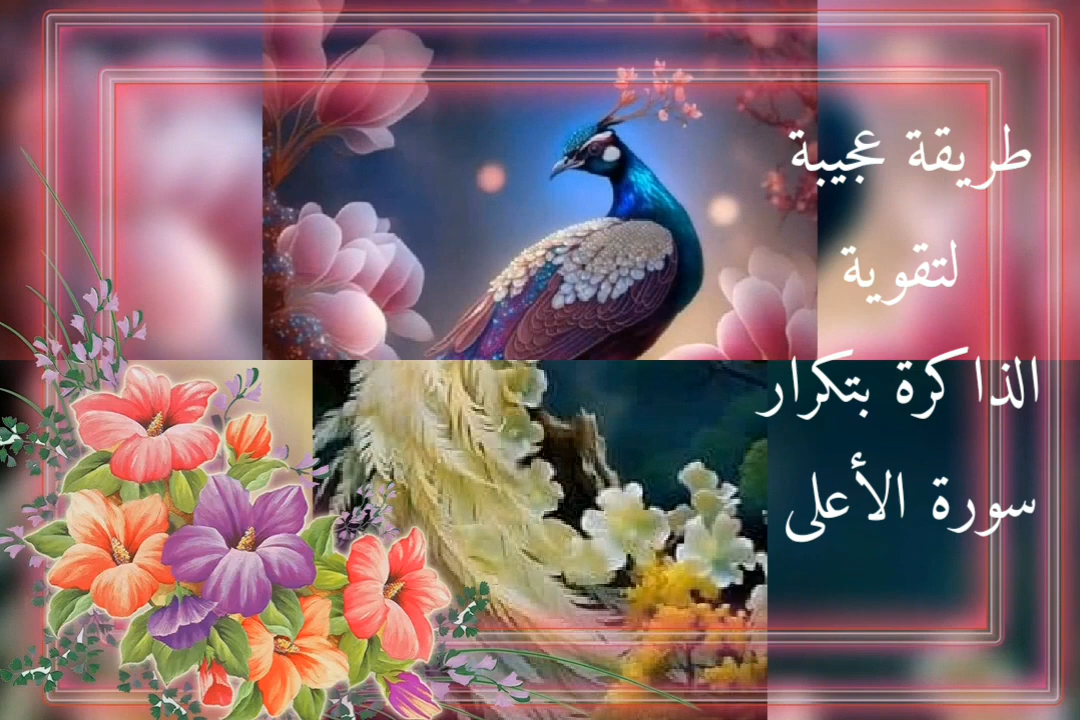 طريقة عجيبة
لتقوية
الذاكرة بتكرار
سورة الأعلى